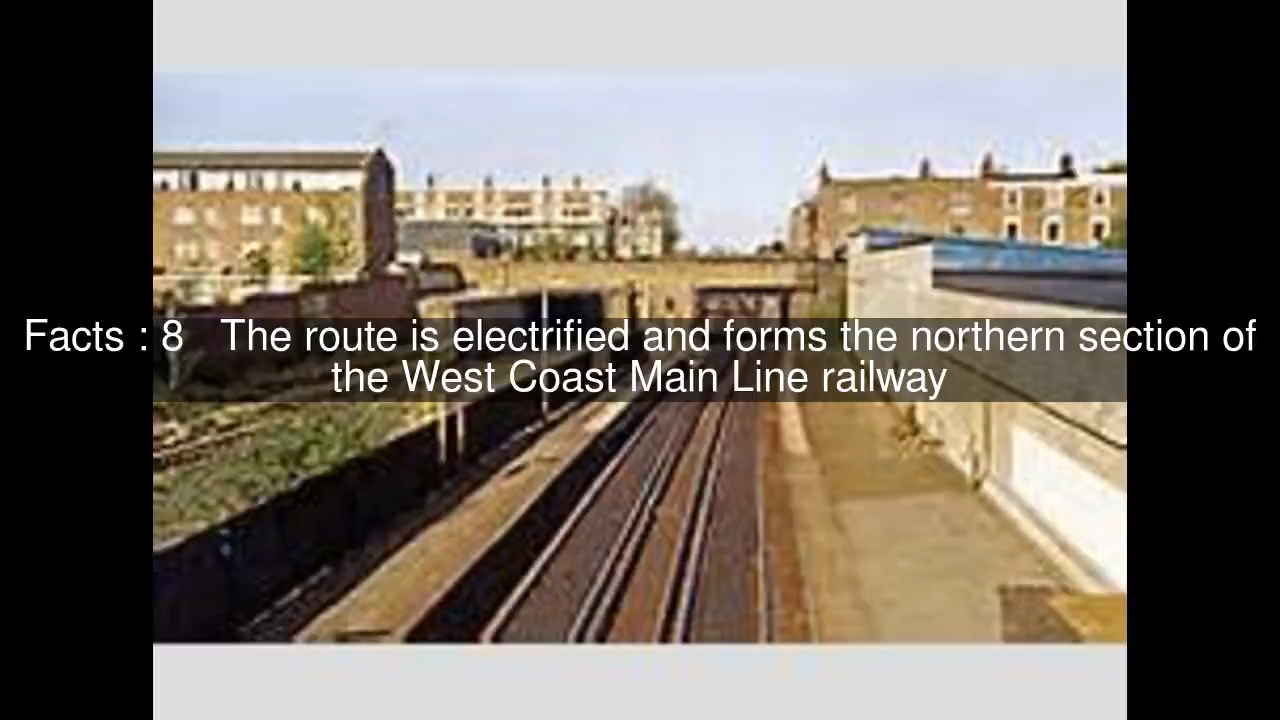 Facts : 8   The route is electrified and forms the northern section of
the West Coast Main Line railway